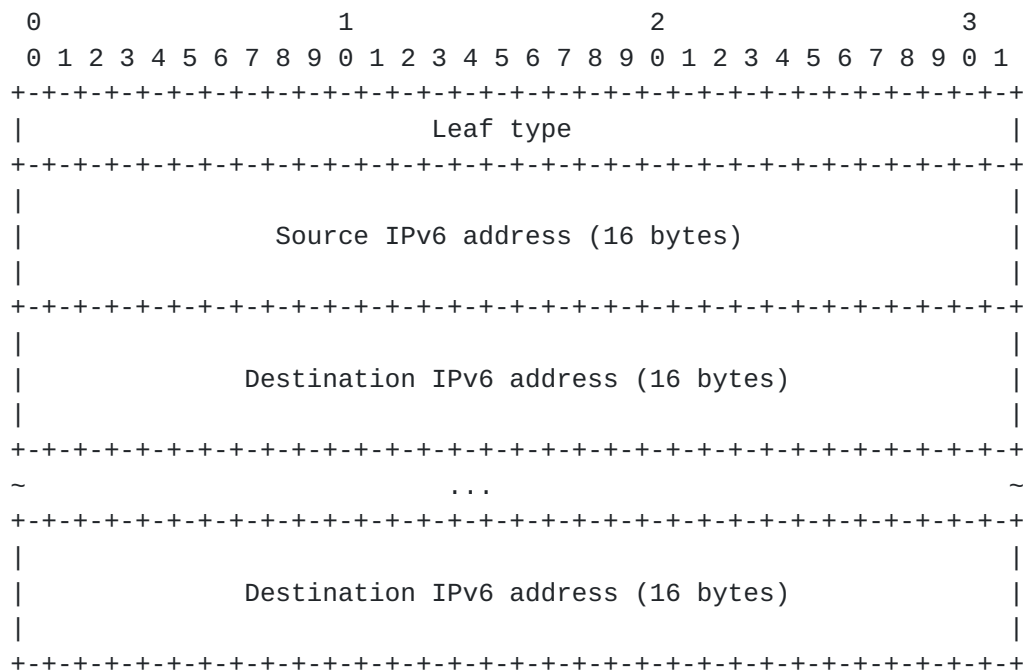 0                   1                   2                   3
 0 1 2 3 4 5 6 7 8 9 0 1 2 3 4 5 6 7 8 9 0 1 2 3 4 5 6 7 8 9 0 1
+-+-+-+-+-+-+-+-+-+-+-+-+-+-+-+-+-+-+-+-+-+-+-+-+-+-+-+-+-+-+-+-+
|                          Leaf type                            |
+-+-+-+-+-+-+-+-+-+-+-+-+-+-+-+-+-+-+-+-+-+-+-+-+-+-+-+-+-+-+-+-+
|                                                               |
|                Source IPv6 address (16 bytes)                 |
|                                                               |
+-+-+-+-+-+-+-+-+-+-+-+-+-+-+-+-+-+-+-+-+-+-+-+-+-+-+-+-+-+-+-+-+
|                                                               |
|              Destination IPv6 address (16 bytes)              |
|                                                               |
+-+-+-+-+-+-+-+-+-+-+-+-+-+-+-+-+-+-+-+-+-+-+-+-+-+-+-+-+-+-+-+-+
~                           ...                                 ~
+-+-+-+-+-+-+-+-+-+-+-+-+-+-+-+-+-+-+-+-+-+-+-+-+-+-+-+-+-+-+-+-+
|                                                               |
|              Destination IPv6 address (16 bytes)              |
|                                                               |
+-+-+-+-+-+-+-+-+-+-+-+-+-+-+-+-+-+-+-+-+-+-+-+-+-+-+-+-+-+-+-+-+